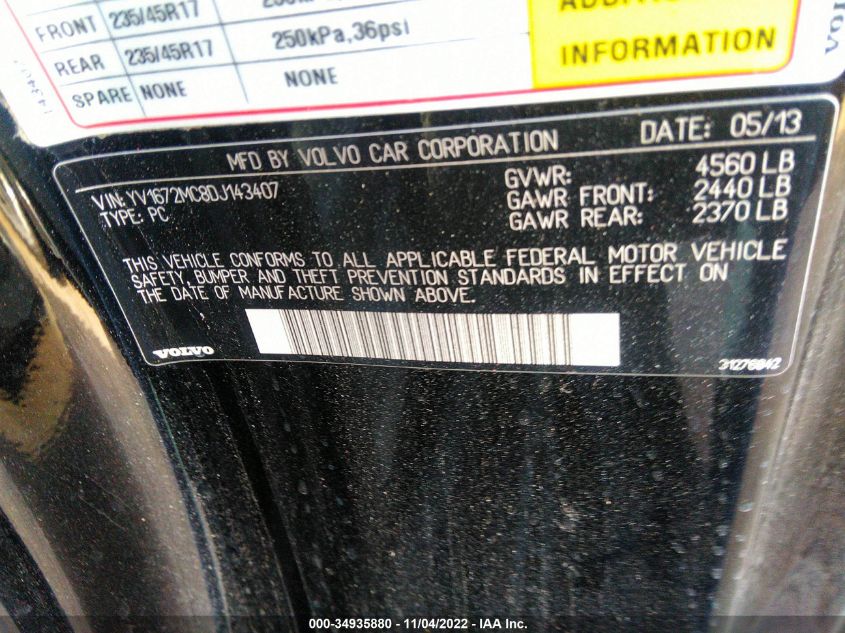 FRONT 235/45R17
REAR 235/45R17 250kPa,36psi
SPARE NONE NONE
INFORMATION
VOLVO
MFD BY VOLVO CAR CORPORATION DATE: 05/13
VIN: YV1672MC8DJ143407
TYPE: PC
GVWR: 4560 LB
GAWR FRONT: 2440 LB
GAWR REAR: 2370 LB
THIS VEHICLE CONFORMS TO ALL APPLICABLE FEDERAL MOTOR VEHICLE
SAFETY, BUMPER AND THEFT PREVENTION STANDARDS IN EFFECT ON
THE DATE OF MANUFACTURE SHOWN ABOVE.
VOLVO
31276842
000-34935880 - 11/04/2022 - IAA Inc.